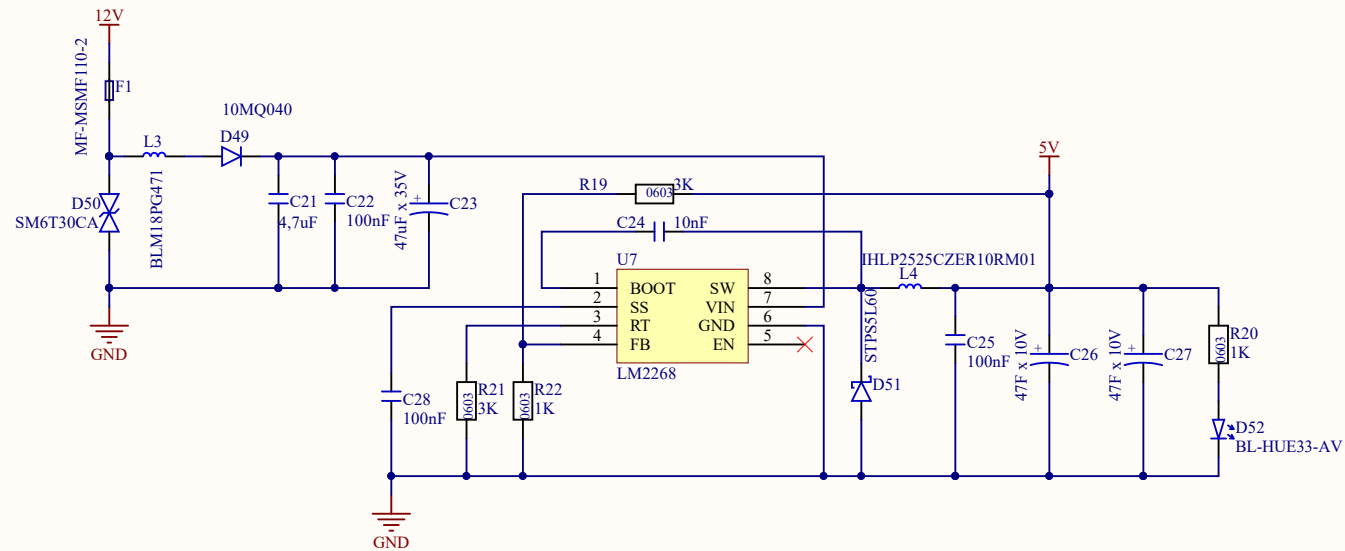 12V
MF-MSMF110-2
F1
10MQ040
L3
D49
5V
D50
SM6T30CA
BLM18PG471
C21
4,7uF
C22
100nF
47uF x 35V
+
C23
R19
0603
3K
C24
10nF
IHLP2525CZER10RM01
L4
U7
1
BOOT
SW
8
2
SS
VIN
7
3
RT
GND
6
4
FB
EN
5
LM2268
STPS5L60
D51
GND
C28
100nF
R21
0603
3K
R22
0603
1K
C25
100nF
47F x 10V
+
C26
47F x 10V
+
C27
R20
0603
1K
D52
BL-HUE33-AV
GND